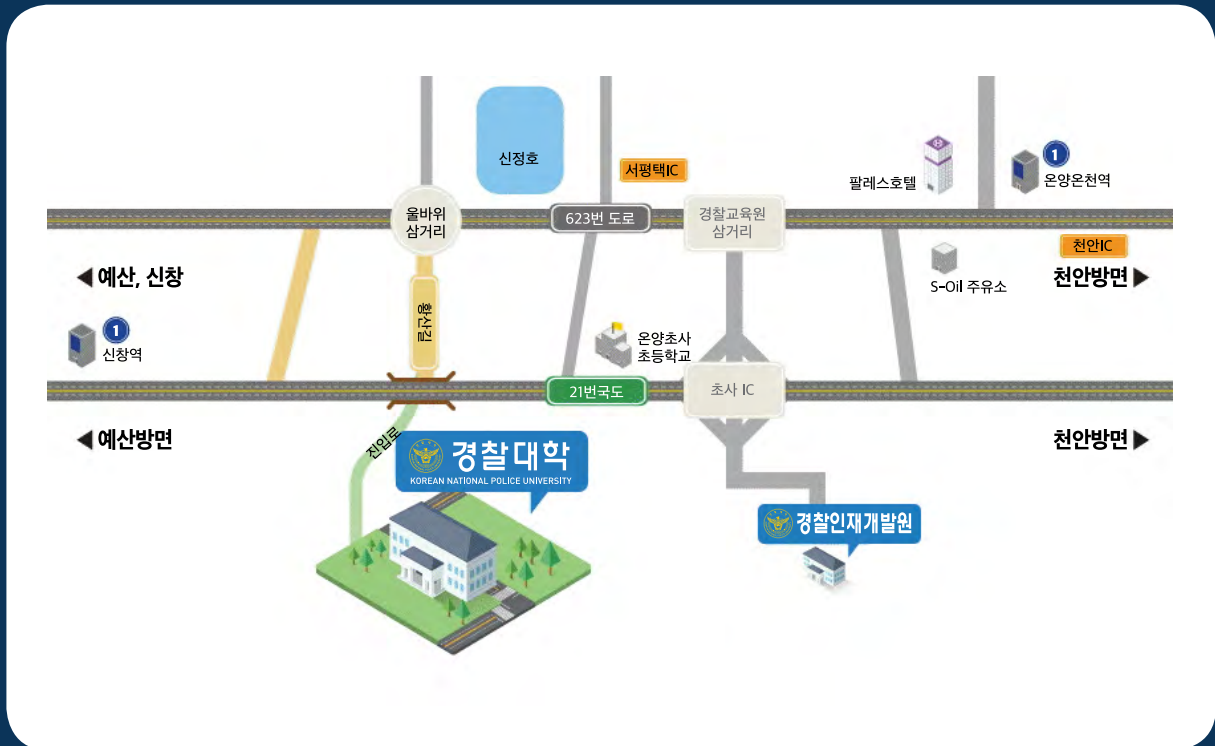 신정호
서평택IC
팔레스호텔
1
온양온천역
울바위
삼거리
623번 도로
경찰교육원
삼거리
천안IC
◀예산, 신창
S-Oil 주유소
천안방면▶
황산길
1
신창역
온양초사
초등학교
21번국도
초사 IC
◀예산방면
천안방면▶
진입로
경찰대학
KOREAN NATIONAL POLICE UNIVERSITY
경찰인재개발원